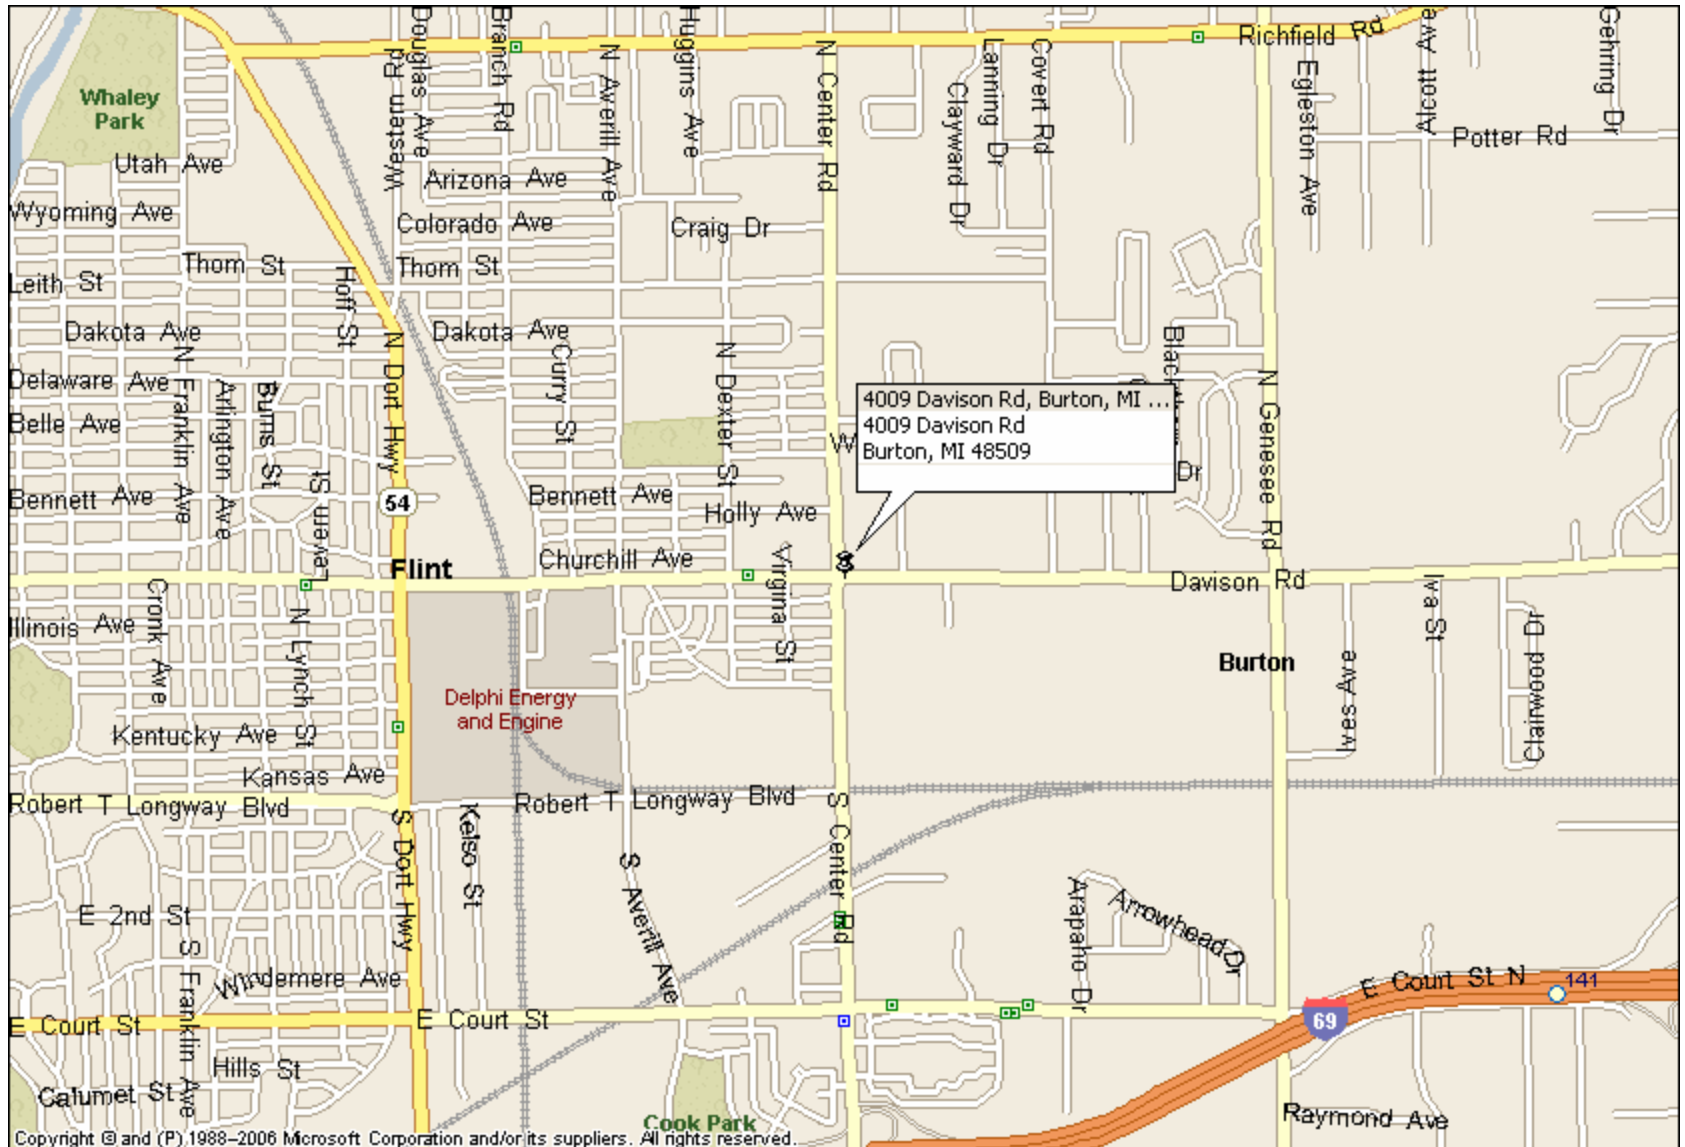 Richfield Rd
Douglas Ave
Branch Rd
Huggins Ave
Gehring Dr
Western Rd
N Averill Ave
N Center Rd
Clayward Dr
Lanning Dr
Covert Rd
Egleston Ave
Alcott Ave
Potter Rd
Whaley
Park
Utah Ave
Arizona Ave
Wyoming Ave
Colorado Ave
Craig Dr
Thom St
Thom St
Leith St
Hoff St
Dakota Ave
Dakota Ave
N Dort Hwy
Curry St
N Dexter St
Delaware Ave
N Franklin Ave
Arlington Ave
Burns St
Belle Ave
N Genesee Rd
4009 Davison Rd, Burton, MI ...
4009 Davison Rd
Burton, MI 48509
Dr
Bennett Ave
Levern St
54
Bennett Ave
Holly Ave
Flint
Churchill Ave
Virginia St
Davison Rd
Cronk Ave
Illinois Ave
N Lynch St
Iva St
Clairwood Dr
Ives Ave
Burton
Delphi Energy
and Engine
Kentucky Ave
Kansas Ave
Robert T Longway Blvd
Robert T Longway Blvd
S Dort Hwy
Kelso St
S Averill Ave
S Center Rd
E 2nd St
S Franklin Ave
Windemere Ave
Arapaho Dr
Arrowhead Dr
E Court St N
141
69
E Court St
E Court St
Hills St
Calumet St
Cook Park
Raymond Ave
Copyright © and (P) 1988–2006 Microsoft Corporation and/or its suppliers. All rights reserved.